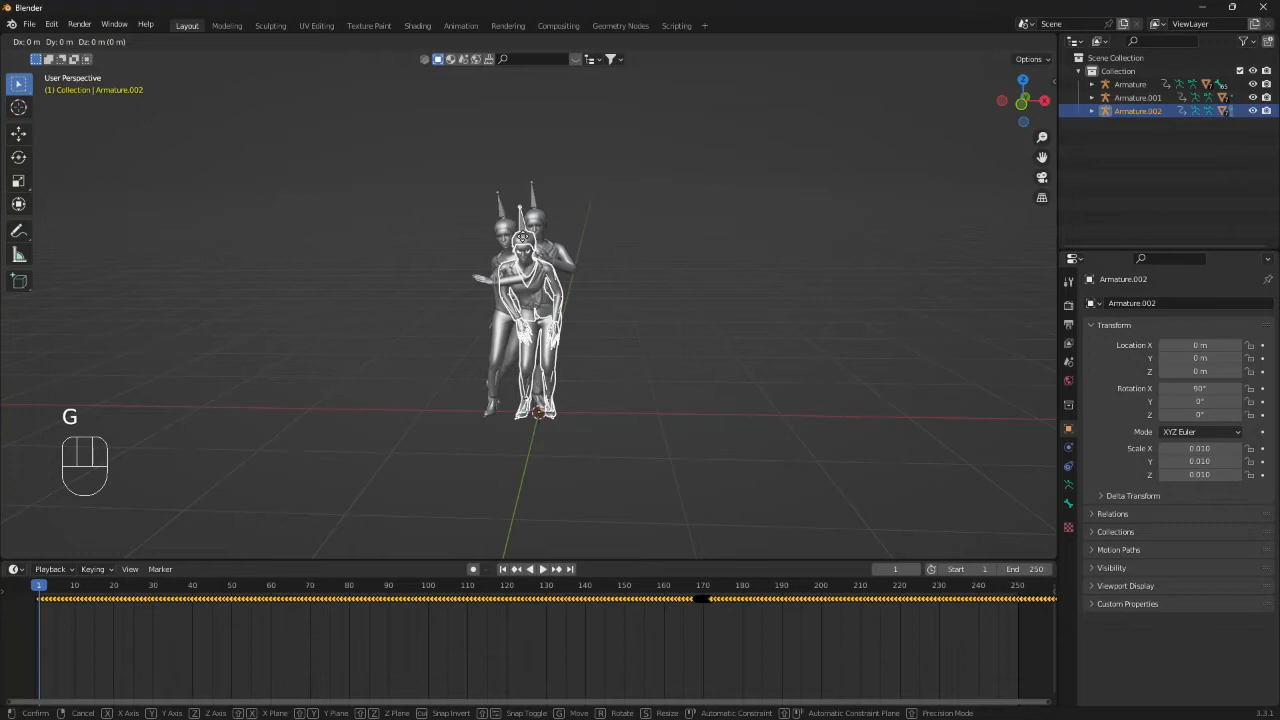 Blender
File Edit Render Window Help Layout Modeling Sculpting UV Editing Texture Paint Shading Animation Rendering Compositing Geometry Nodes Scripting + Scene ViewLayer
Dx: 0 m Dy: 0 m Dz: 0 m (0 m)
Options
User Perspective
(1) Collection | Armature.002
Scene Collection
Collection
Armature
Armature.001
Armature.002
Z
X
G
Armature.002
Armature.002
Transform
Location X 0 m
Y 0 m
Z 0 m
Rotation X 90°
Y 0°
Z 0°
Mode XYZ Euler
Scale X 0.010
Y 0.010
Z 0.010
Delta Transform
Relations
Collections
Motion Paths
Visibility
Viewport Display
Custom Properties
Playback Keying View Marker 1 Start 1 End 250
1 10 20 30 40 50 60 70 80 90 100 110 120 130 140 150 160 170 180 190 200 210 220 230 240 250
Confirm Cancel X X Axis Y Y Axis Z Z Axis X X Plane Y Y Plane Z Z Plane Snap Invert Snap Toggle G Move R Rotate S Resize Automatic Constraint Automatic Constraint Plane Precision Mode
3.3.1